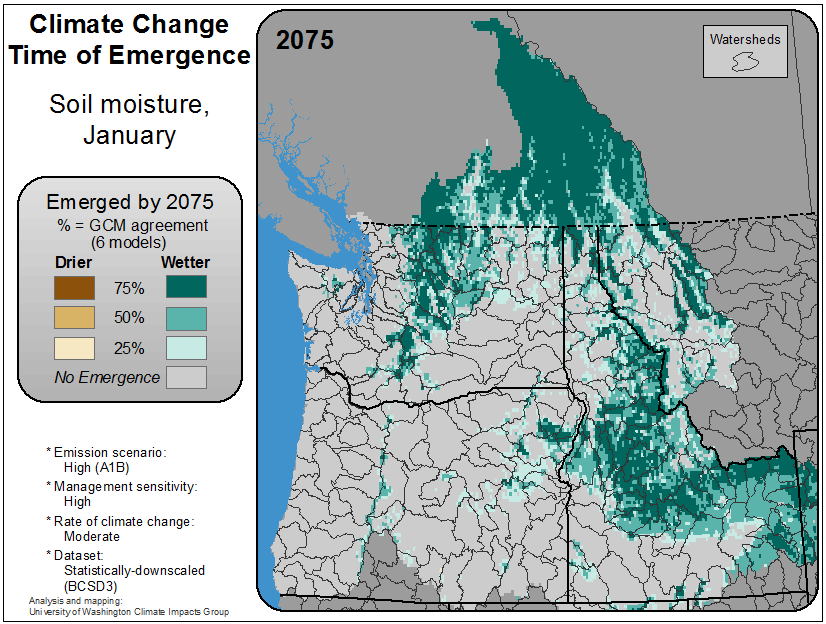 Climate Change
Time of Emergence
Soil moisture,
January
2075
Watersheds
Emerged by 2075
% = GCM agreement
(6 models)
Drier Wetter
75%
50%
25%
No Emergence
* Emission scenario:
High (A1B)
* Management sensitivity:
High
* Rate of climate change:
Moderate
* Dataset:
Statistically-downscaled
(BCSD3)
Analysis and mapping:
University of Washington Climate Impacts Group